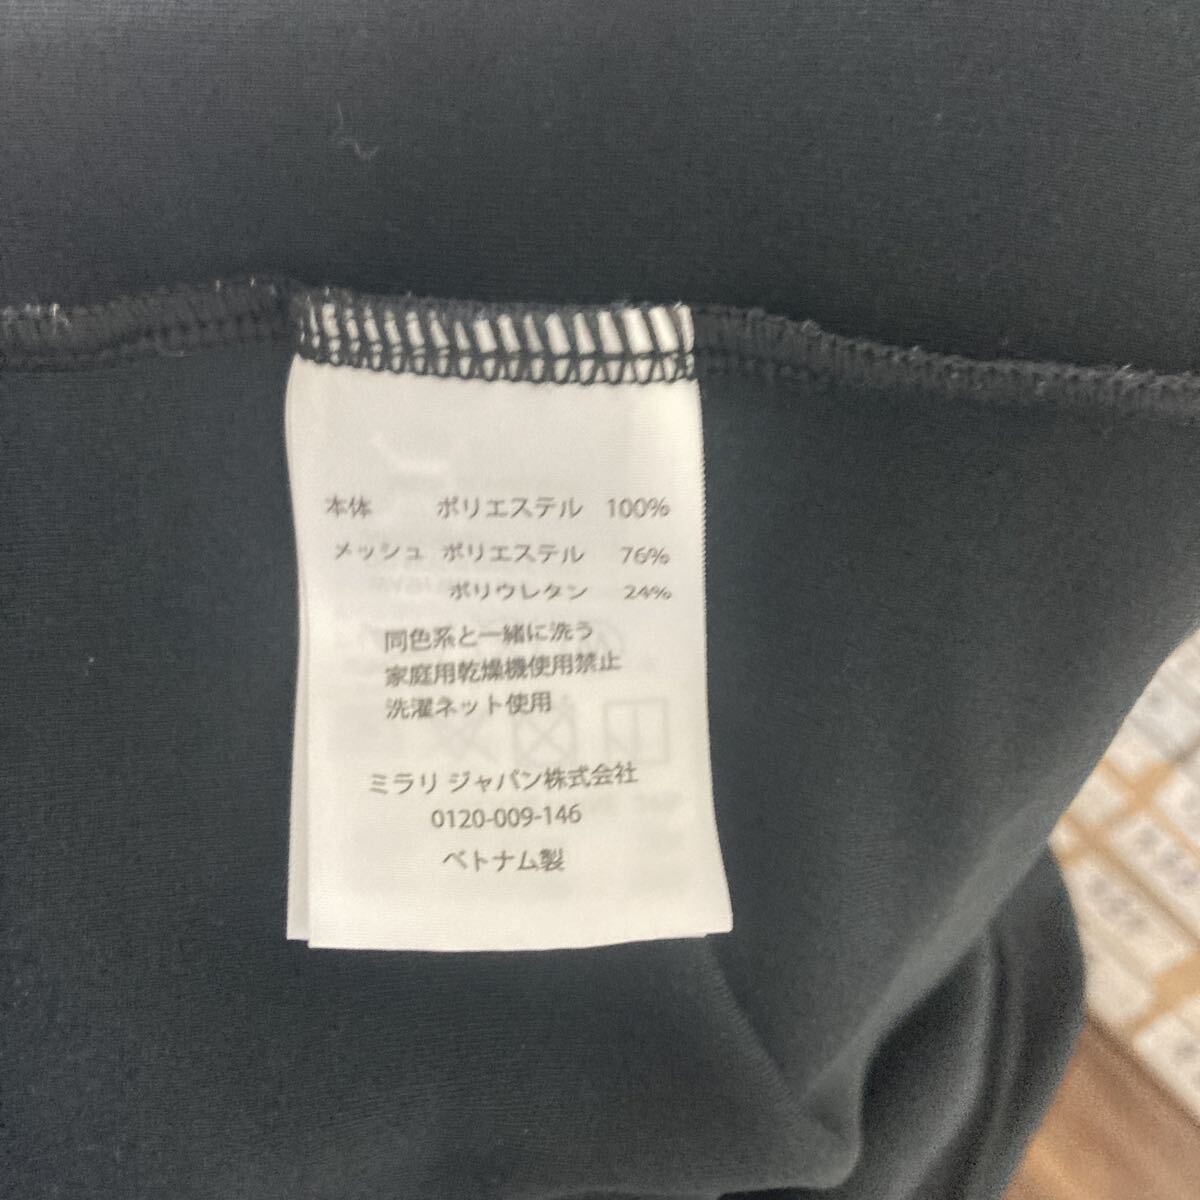 本体 ポリエステル 100%
メッシュ ポリエステル 76%
ポリウレタン 24%
同色系と一緒に洗う
家庭用乾燥機使用禁止
洗濯ネット使用
ミラリ ジャパン株式会社
0120-009-146
ベトナム製